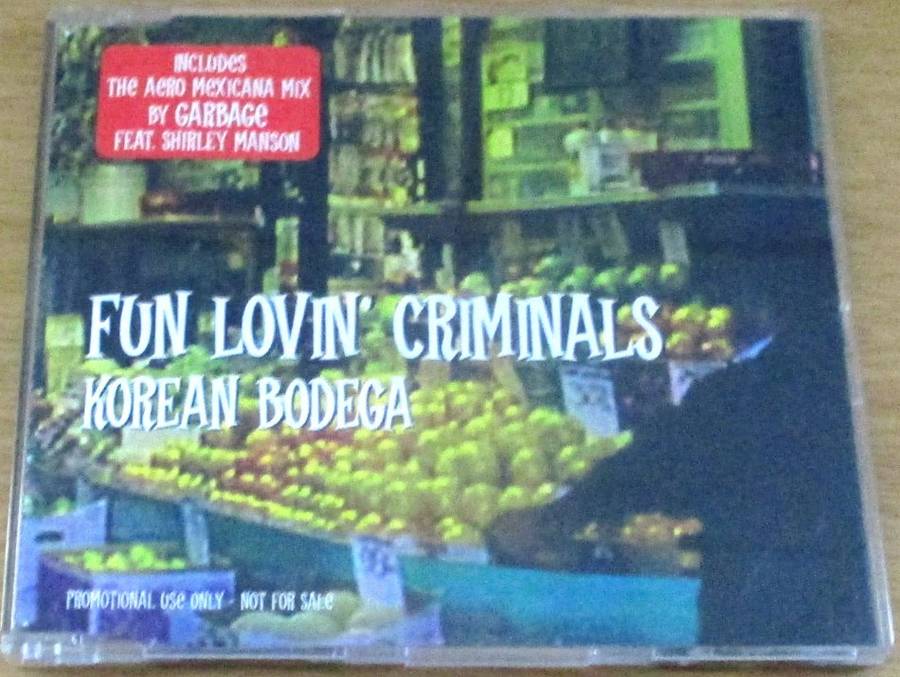 INCLUDES
THE AERO MEXICANA MIX
BY GARBAGE
FEAT. SHIRLEY MANSON
FUN LOVIN' CRIMINALS
KOREAN BODEGA
PROMOTIONAL USE ONLY - NOT FOR SALE